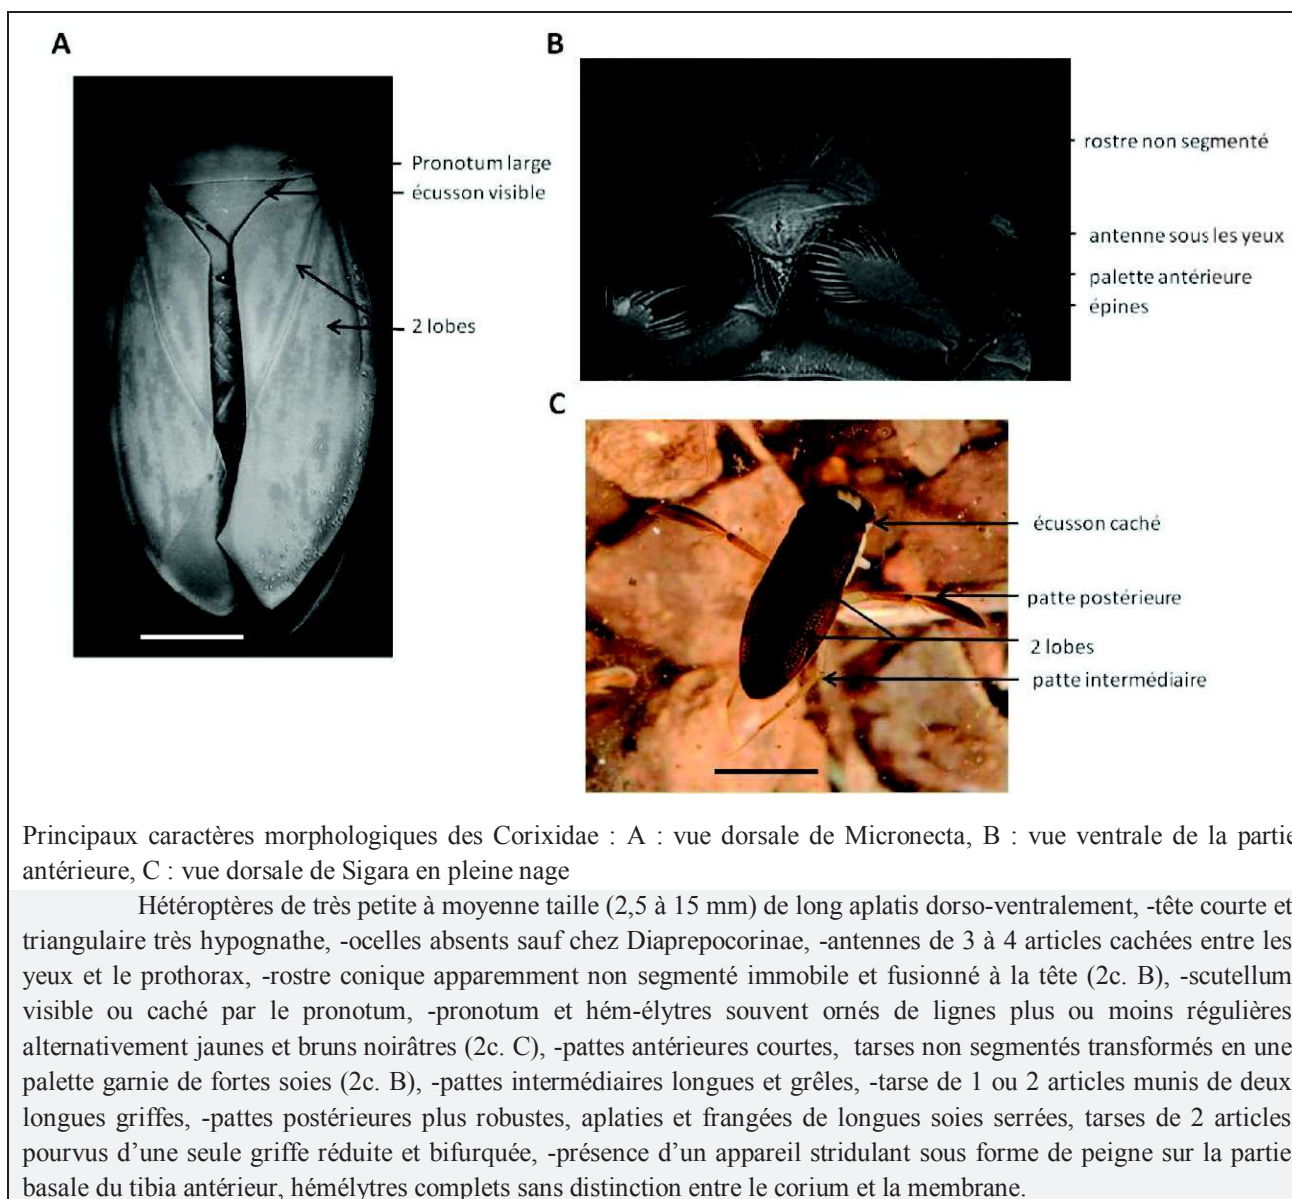 A
Pronotum large
écusson visible
2 lobes
B
rostre non segmenté
antenne sous les yeux
palette antérieure
épines
C
écusson caché
patte postérieure
2 lobes
patte intermédiaire
Principaux caractères morphologiques des Corixidae : A : vue dorsale de Micronecta, B : vue ventrale de la partie
antérieure, C : vue dorsale de Sigara en pleine nage
Hétéroptères de très petite à moyenne taille (2,5 à 15 mm) de long aplatis dorso-ventralement, -tête courte et
triangulaire très hypognathe, -ocelles absents sauf chez Diaprepocorinae, -antennes de 3 à 4 articles cachées entre les
yeux et le prothorax, -rostre conique apparemment non segmenté immobile et fusionné à la tête (2c. B), -scutellum
visible ou caché par le pronotum, -pronotum et hém-élytres souvent ornés de lignes plus ou moins régulières
alternativement jaunes et bruns noirâtres (2c. C), -pattes antérieures courtes, tarses non segmentés transformés en une
palette garnie de fortes soies (2c. B), -pattes intermédiaires longues et grêles, -tarse de 1 ou 2 articles munis de deux
longues griffes, -pattes postérieures plus robustes, aplaties et frangées de longues soies serrées, tarses de 2 articles
pourvus d'une seule griffe réduite et bifurquée, -présence d'un appareil stridulant sous forme de peigne sur la partie
basale du tibia antérieur, hémélytres complets sans distinction entre le corium et la membrane.